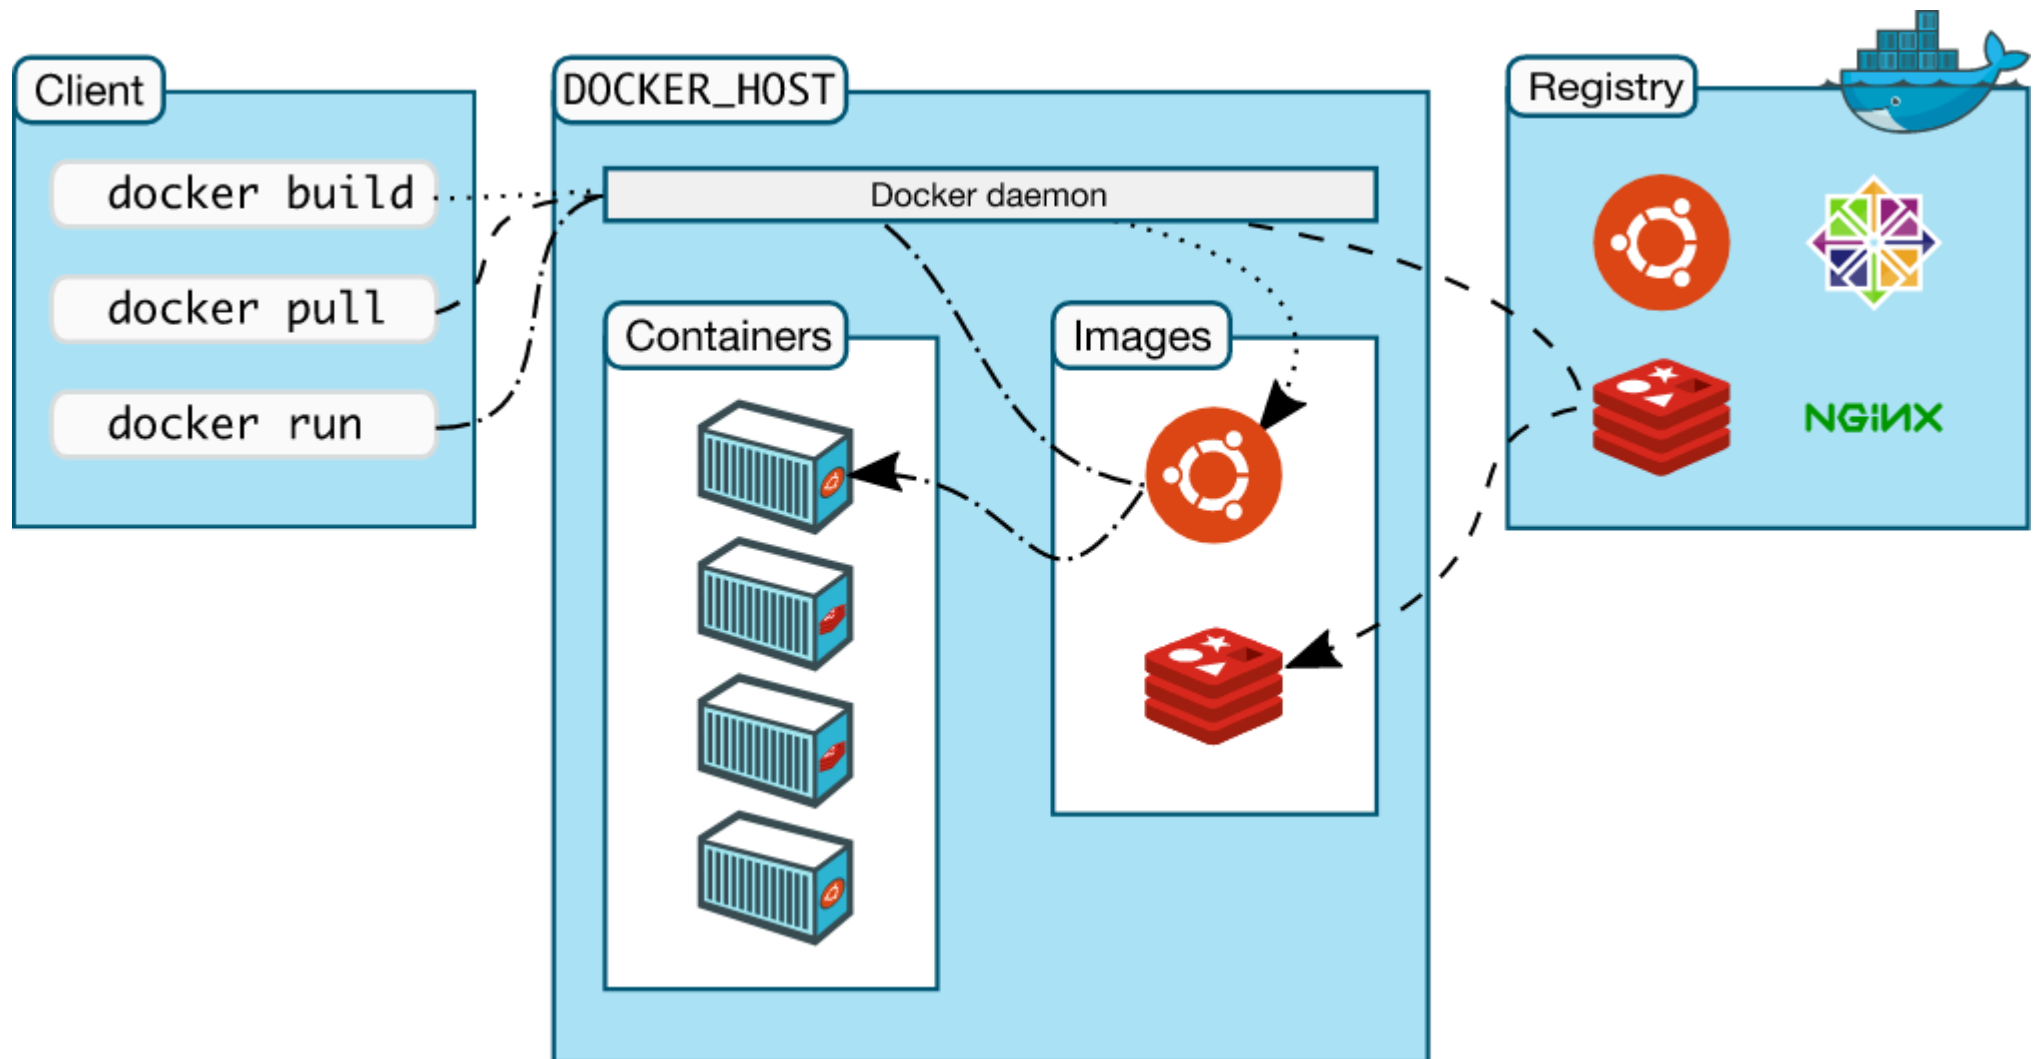 Client
docker build
docker pull
docker run
DOCKER_HOST
Docker daemon
Containers
Images
Registry
NGiNX